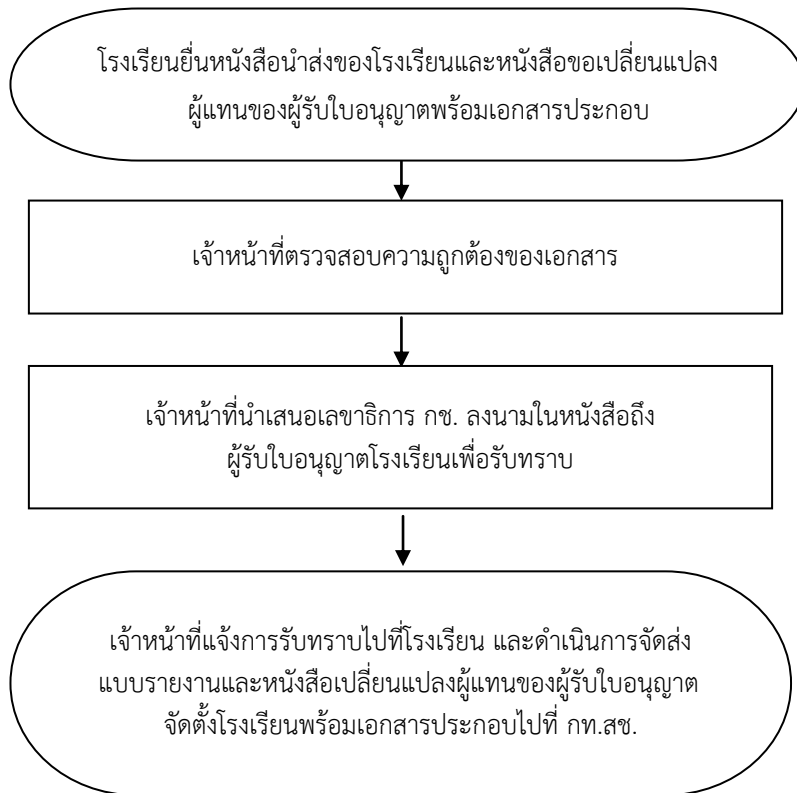 โรงเรียนยื่นหนังสือนำส่งของโรงเรียนและหนังสือขอเปลี่ยนแปลง
ผู้แทนของผู้รับใบอนุญาตพร้อมเอกสารประกอบ
เจ้าหน้าที่ตรวจสอบความถูกต้องของเอกสาร
เจ้าหน้าที่นำเสนอเลขาธิการ กช. ลงนามในหนังสือถึง
ผู้รับใบอนุญาตโรงเรียนเพื่อรับทราบ
เจ้าหน้าที่แจ้งการรับทราบไปที่โรงเรียน และดำเนินการจัดส่ง
แบบรายงานและหนังสือเปลี่ยนแปลงผู้แทนของผู้รับใบอนุญาต
จัดตั้งโรงเรียนพร้อมเอกสารประกอบไปที่ กท.สช.